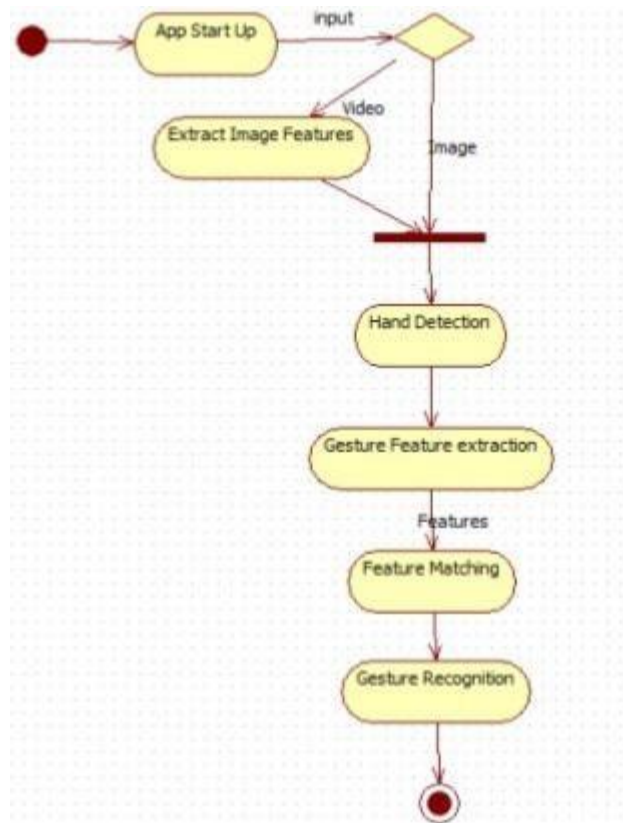 input
App Start Up
Video
Extract Image Features
Image
Hand Detection
Gesture Feature extraction
Features
Feature Matching
Gesture Recognition